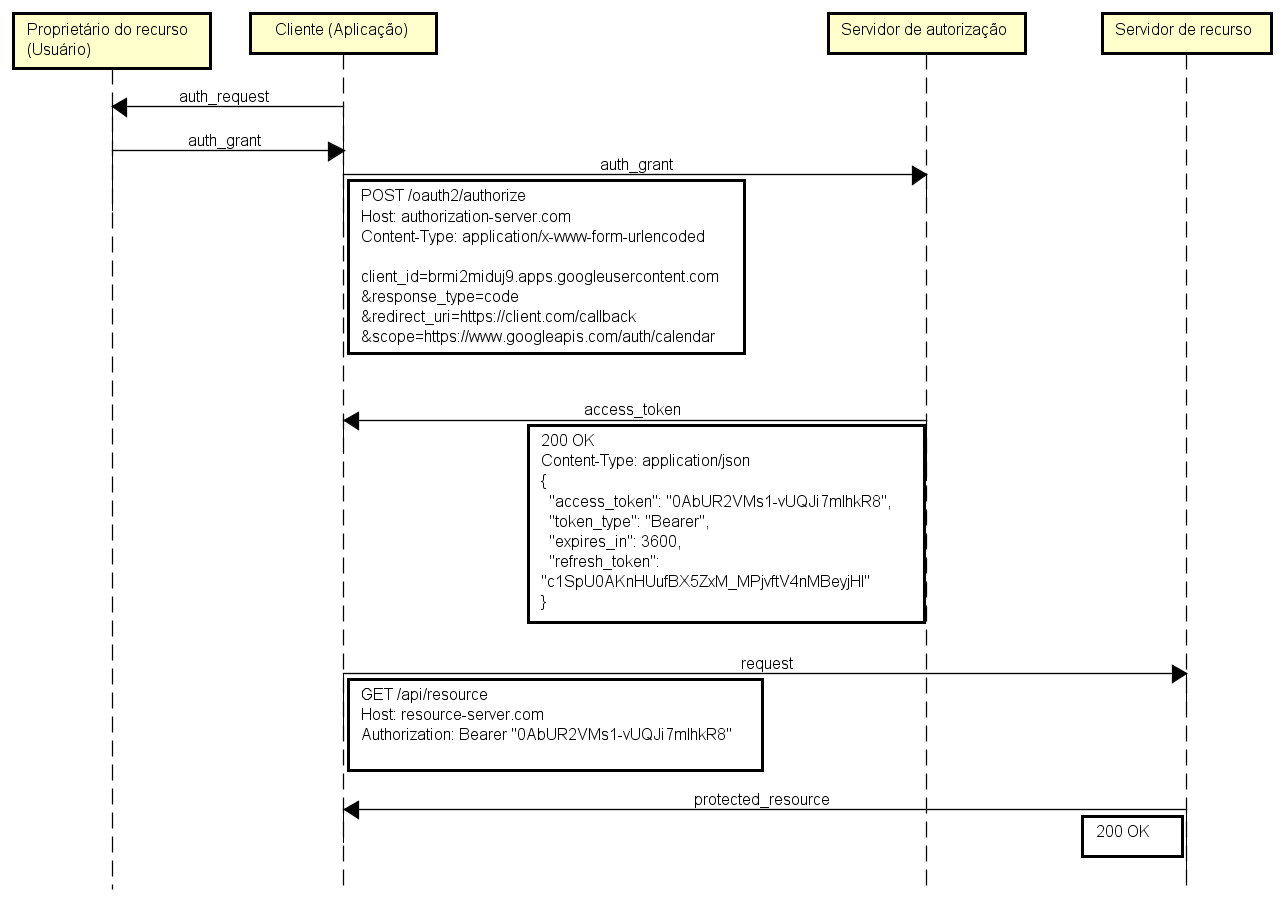 Proprietário do recurso
(Usuário)
Cliente (Aplicação)
Servidor de autorização
Servidor de recurso
auth_request
auth_grant
auth_grant
POST /oauth2/authorize
Host: authorization-server.com
Content-Type: application/x-www-form-urlencoded
client_id=brmi2miduj9.apps.googleusercontent.com
&response_type=code
&redirect_uri=https://client.com/callback
&scope=https://www.googleapis.com/auth/calendar
access_token
200 OK
Content-Type: application/json
{
"access_token": "0AbUR2VMs1-vUQJi7mlhkR8",
"token_type": "Bearer",
"expires_in": 3600,
"refresh_token":
"c1SpU0AKnHUufBX5ZxM_MPjvftV4nMBeyjHl"
}
request
GET /api/resource
Host: resource-server.com
Authorization: Bearer "0AbUR2VMs1-vUQJi7mlhkR8"
protected_resource
200 OK